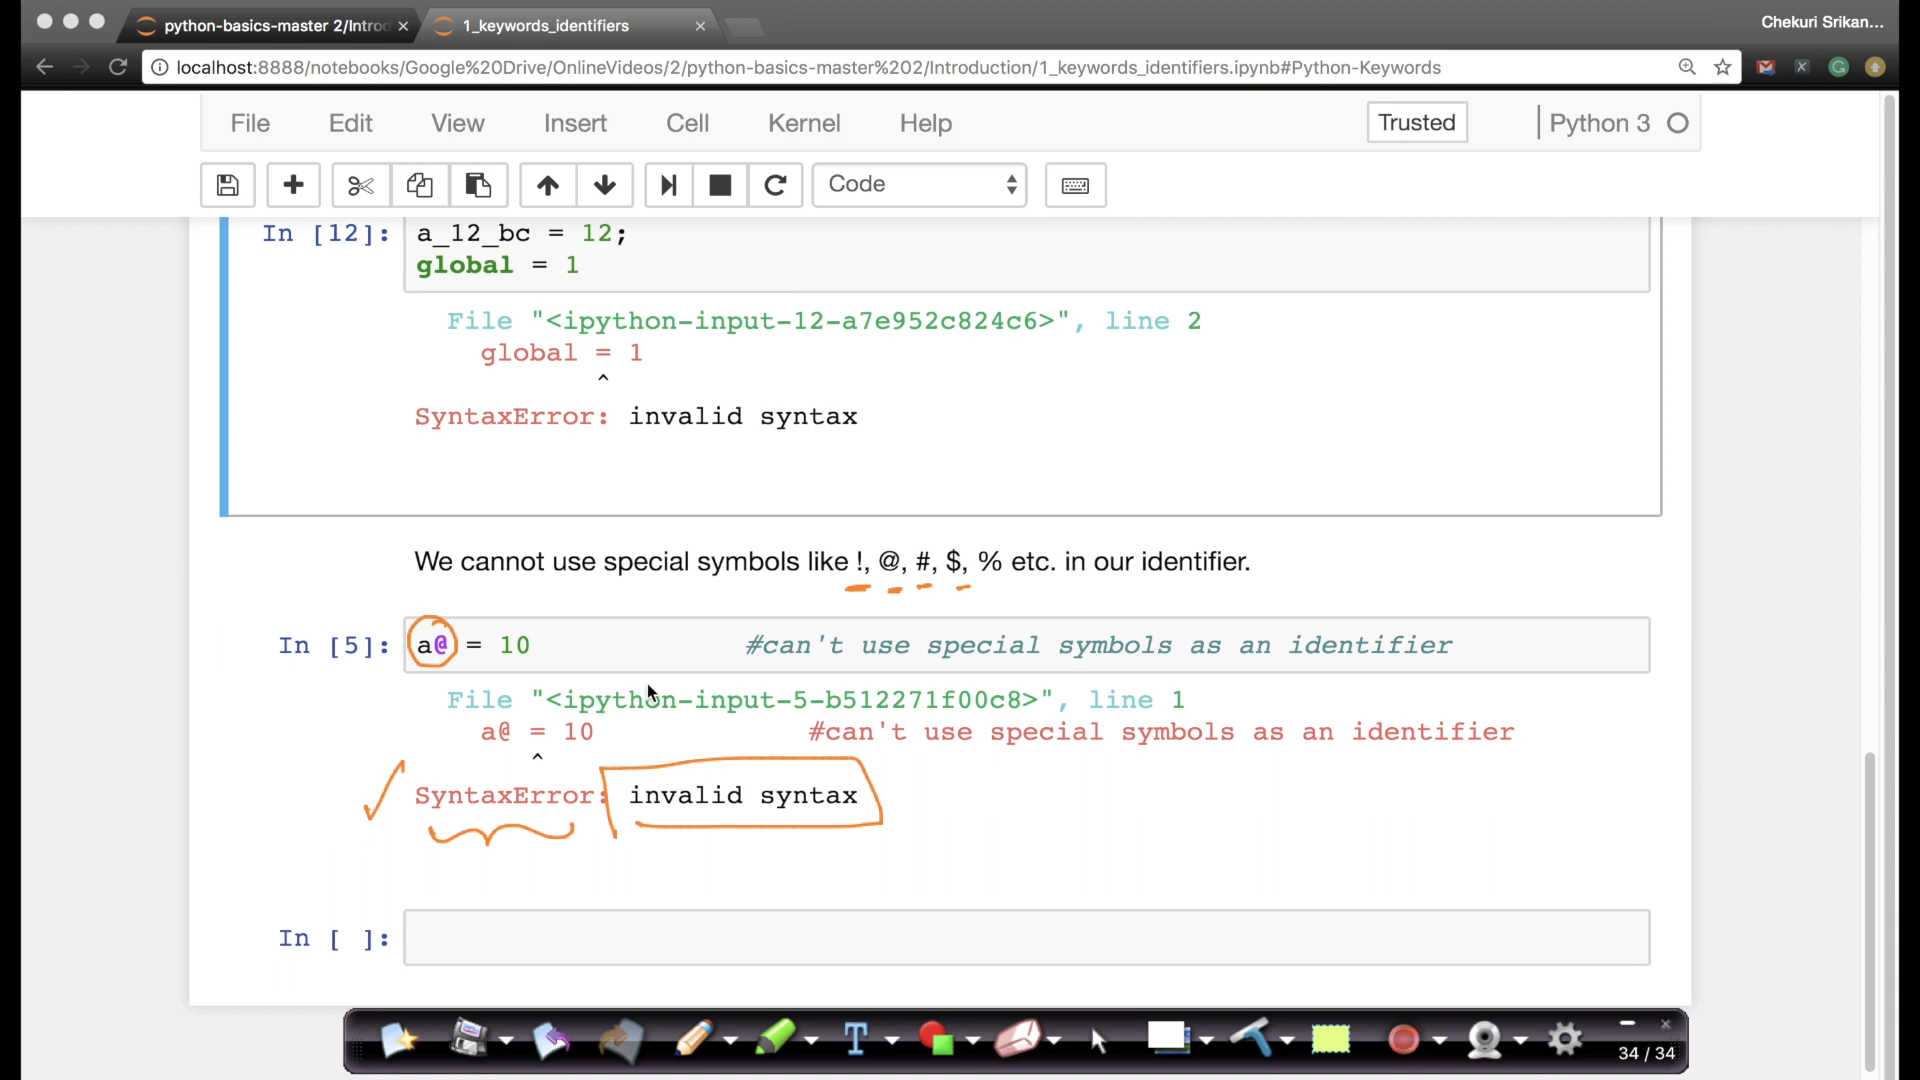 python-basics-master 2/Introd
1_keywords_identifiers
Chekuri Srikan...
localhost:8888/notebooks/Google%20Drive/OnlineVideos/2/python-basics-master%202/Introduction/1_keywords_identifiers.ipynb#Python-Keywords
File Edit View Insert Cell Kernel Help Trusted Python 3
Code
In [12]: a_12_bc = 12;
global = 1
File "<ipython-input-12-a7e952c824c6>", line 2
global = 1
^
SyntaxError: invalid syntax
We cannot use special symbols like !, @, #, $, % etc. in our identifier.
In [5]: a@ = 10 #can't use special symbols as an identifier
File "<ipython-input-5-b512271f00c8>", line 1
a@ = 10 #can't use special symbols as an identifier
^
SyntaxError: invalid syntax
In [ ]:
T
34 / 34